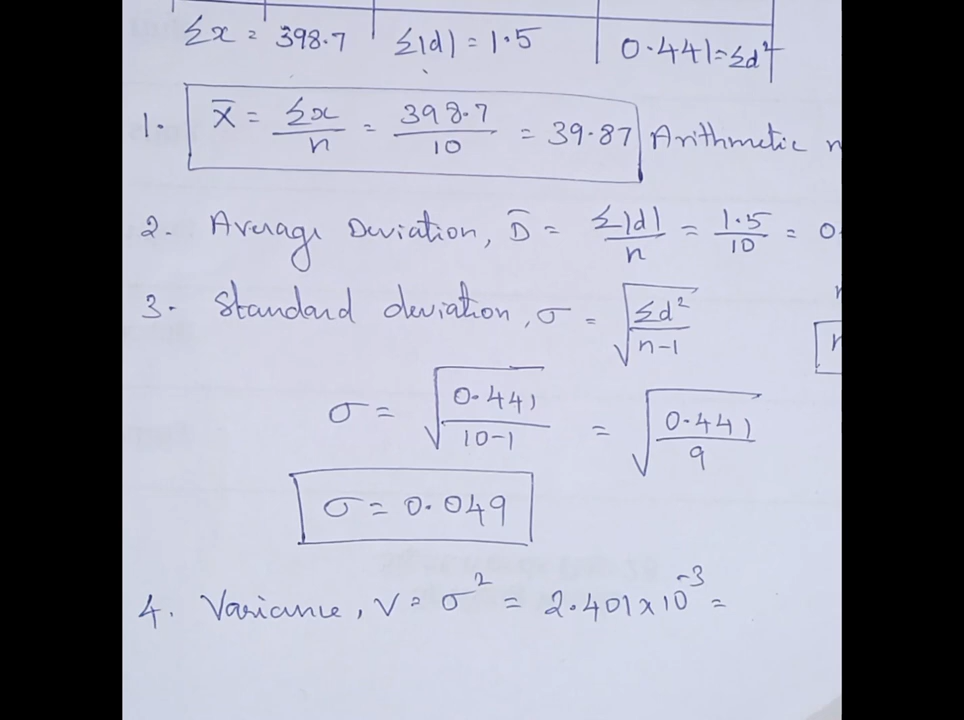 Σx = 398.7 Σ|d| = 1.5 0.441 = Σd²
1. x̄ = Σx/n = 398.7/10 = 39.87 Arithmetic
2. Average Deviation, D̄ = Σ|d|/n = 1.5/10 = 0.
3. Standard deviation, σ = √(Σd²/n-1)
σ = √(0.441/10-1) = √(0.441/9)
σ = 0.049
4. Variance, V = σ² = 2.401 x 10⁻³ =